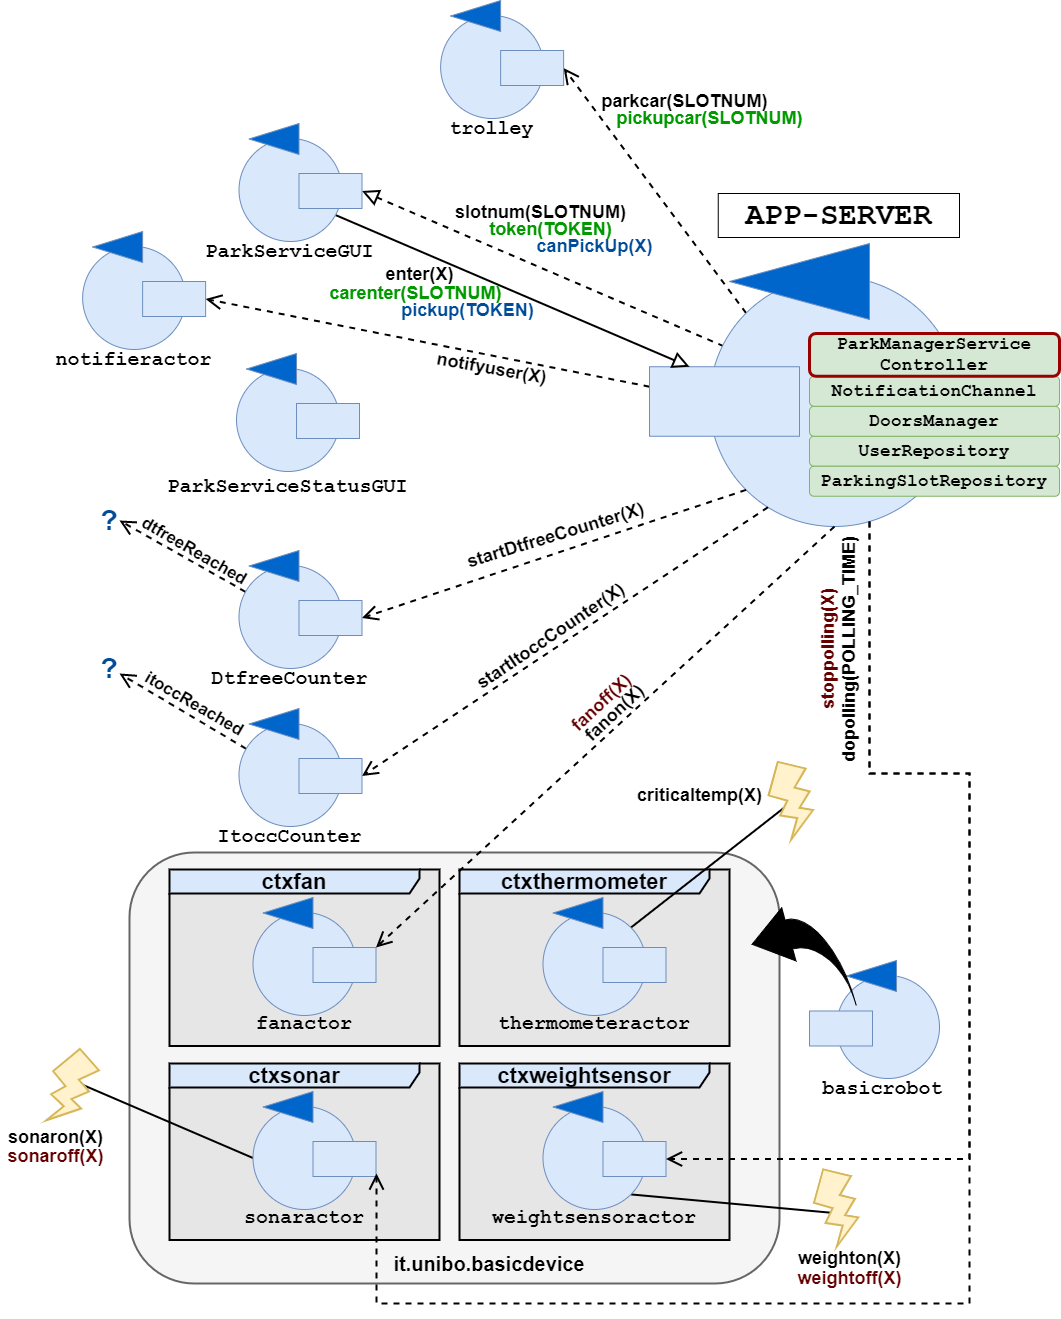 parkcar(SLOTNUM)
pickupcar(SLOTNUM)
trolley
APP-SERVER
slotnum(SLOTNUM)
token(TOKEN)
canPickUp(X)
ParkServiceGUI
enter(X)
carenter(SLOTNUM)
pickup(TOKEN)
notifieractor
notifyuser(X)
ParkManagerService
Controller
NotificationChannel
DoorsManager
UserRepository
ParkingSlotRepository
ParkServiceStatusGUI
?
dtfreeReached
startDtfreeCounter(X)
DtfreeCounter
stoppolling(X)
dopolling(POLLING_TIME)
?
itoccReached
startItoccCounter(X)
fanoff(X)
fanon(X)
ItoccCounter
criticaltemp(X)
ctxfan
ctxthermometer
fanactor
thermometeractor
basicrobot
ctxsonar
ctxweightsensor
sonaron(X)
sonaroff(X)
sonaractor
weightsensoractor
it.unibo.basicdevice
weighton(X)
weightoff(X)